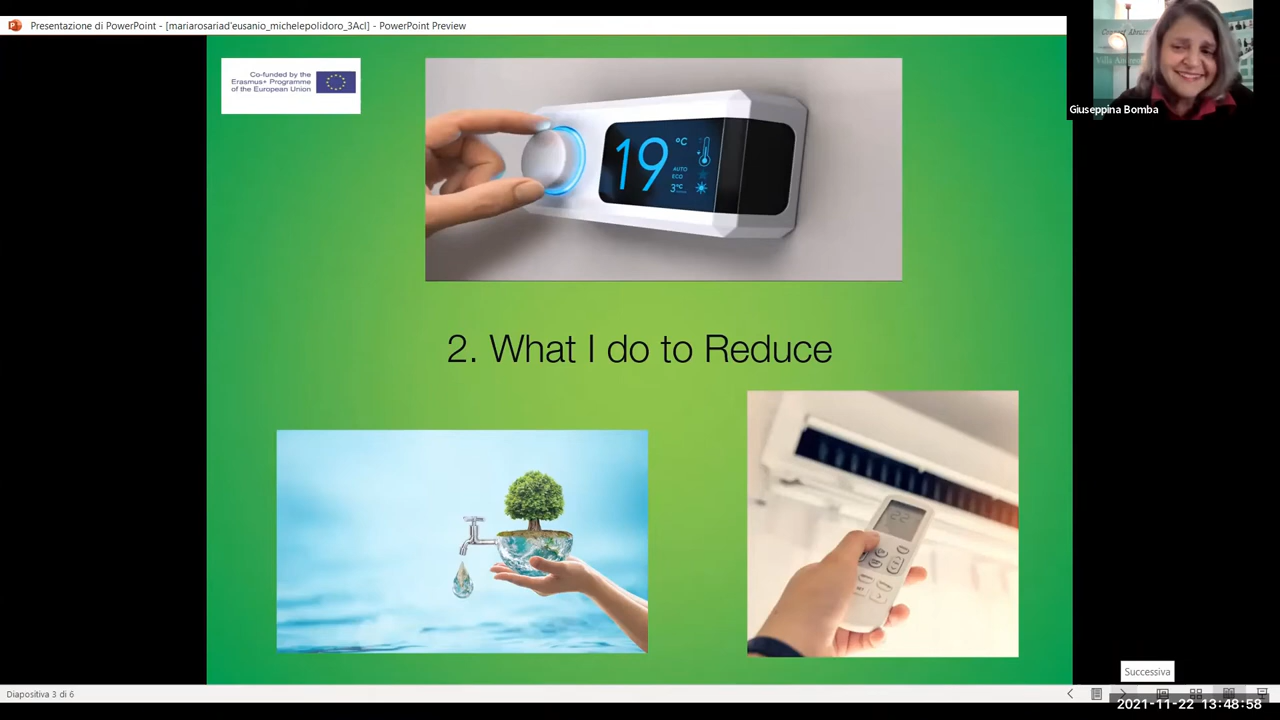 Presentazione di PowerPoint - [mariarosariad'eusanio_michelepolidoro_3Acl] - PowerPoint Preview
Co-funded by the
Erasmus+ Programme
of the European Union
19 °C
AUTO
ECO
3°C
Giuseppina Bomba
2. What I do to Reduce
22
Successiva
Diapositiva 3 di 6
2021-11-22 13:48:58